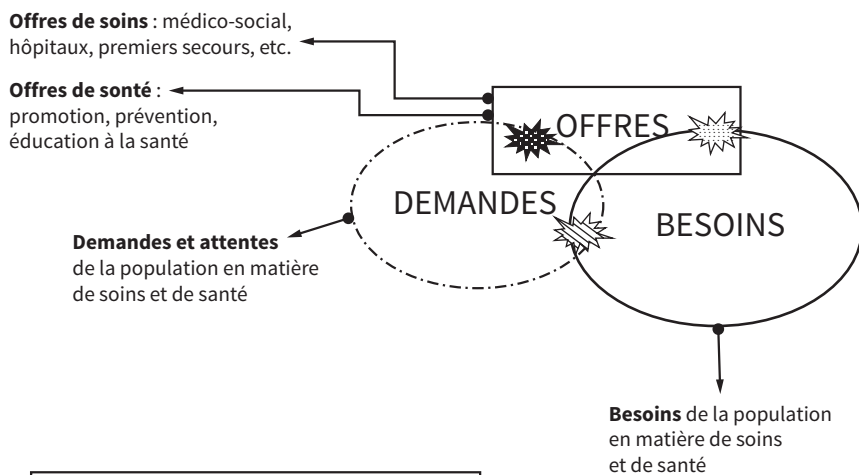 Offres de soins : médico-social,
hôpitaux, premiers secours, etc.
Offres de sonté :
promotion, prévention,
éducation à la santé
OFFRES
DEMANDES
BESOINS
Demandes et attentes
de la population en matière
de soins et de santé
Besoins de la population
en matière de soins
et de santé